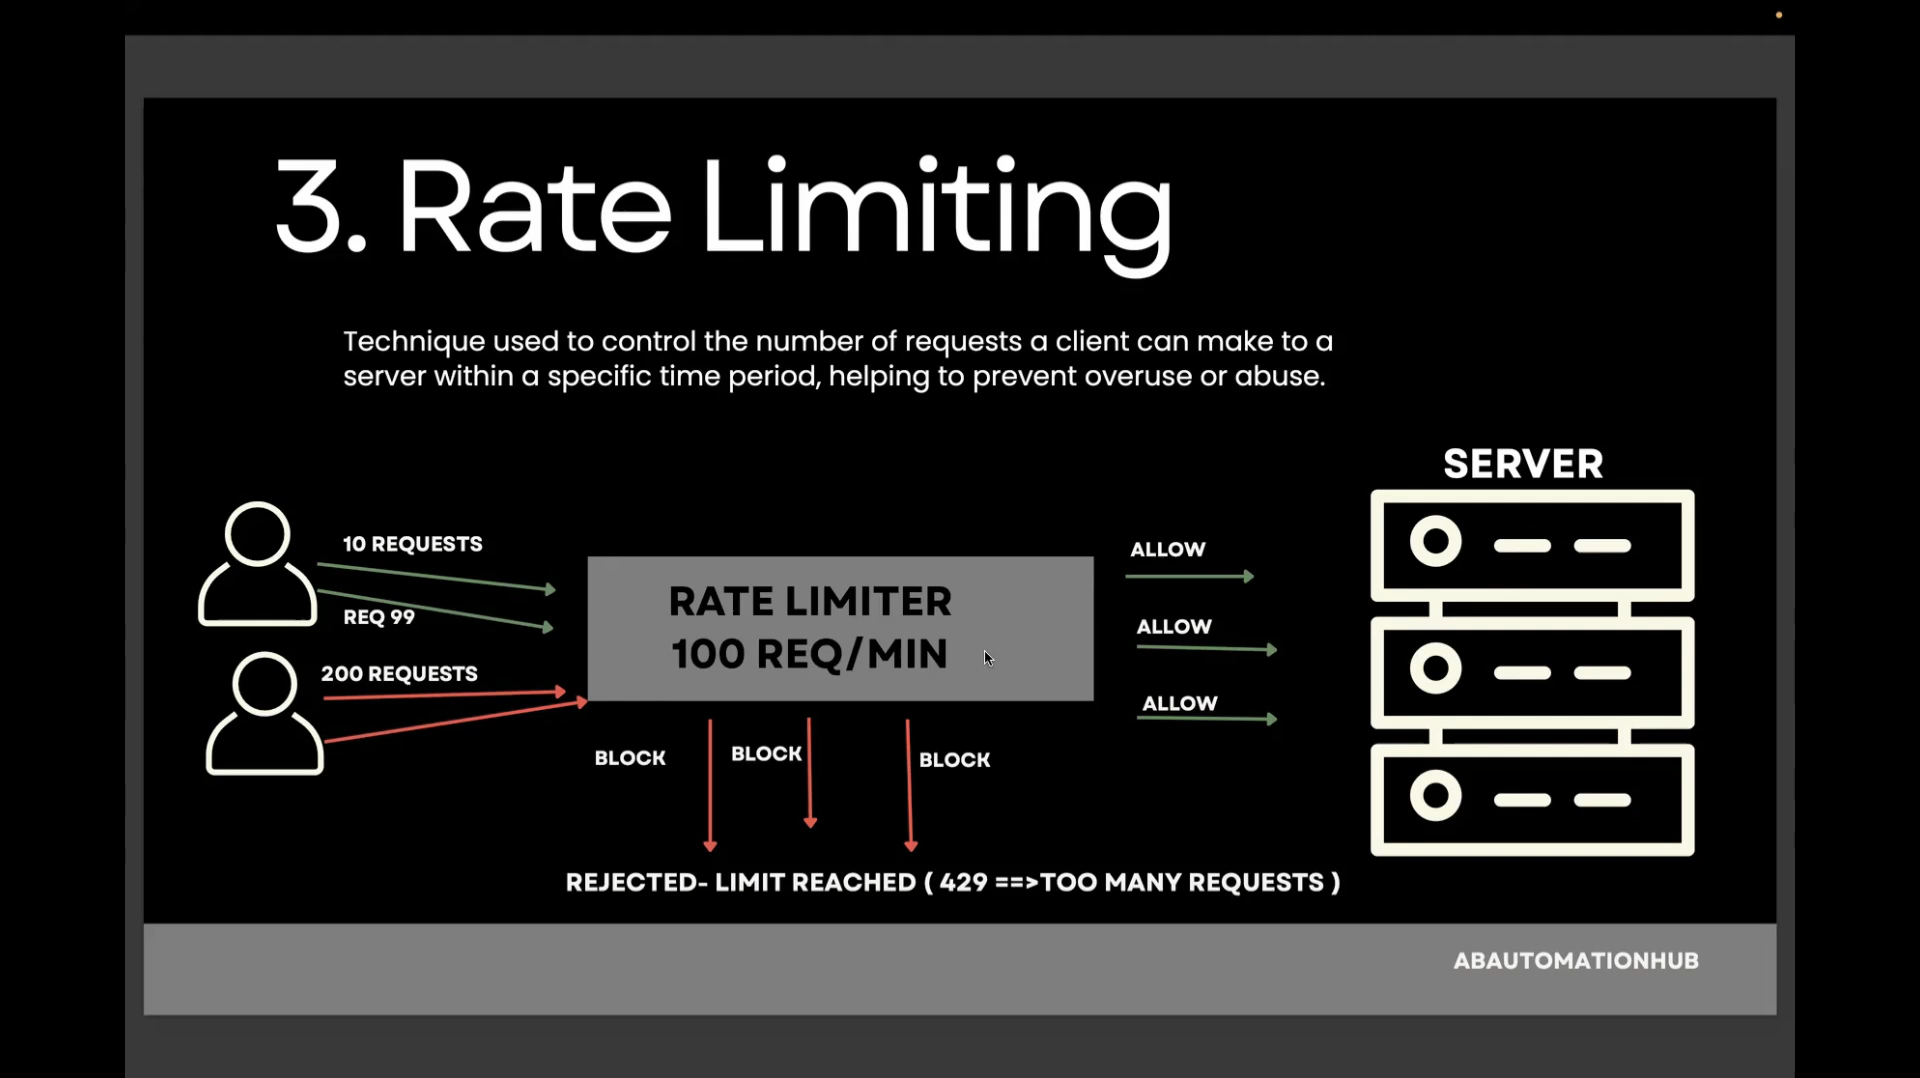 3. Rate Limiting
Technique used to control the number of requests a client can make to a
server within a specific time period, helping to prevent overuse or abuse.
SERVER
10 REQUESTS
REQ 99
200 REQUESTS
RATE LIMITER
100 REQ/MIN
ALLOW
ALLOW
ALLOW
BLOCK
BLOCK
BLOCK
REJECTED- LIMIT REACHED ( 429 ==>TOO MANY REQUESTS )
ABAUTOMATIONHUB